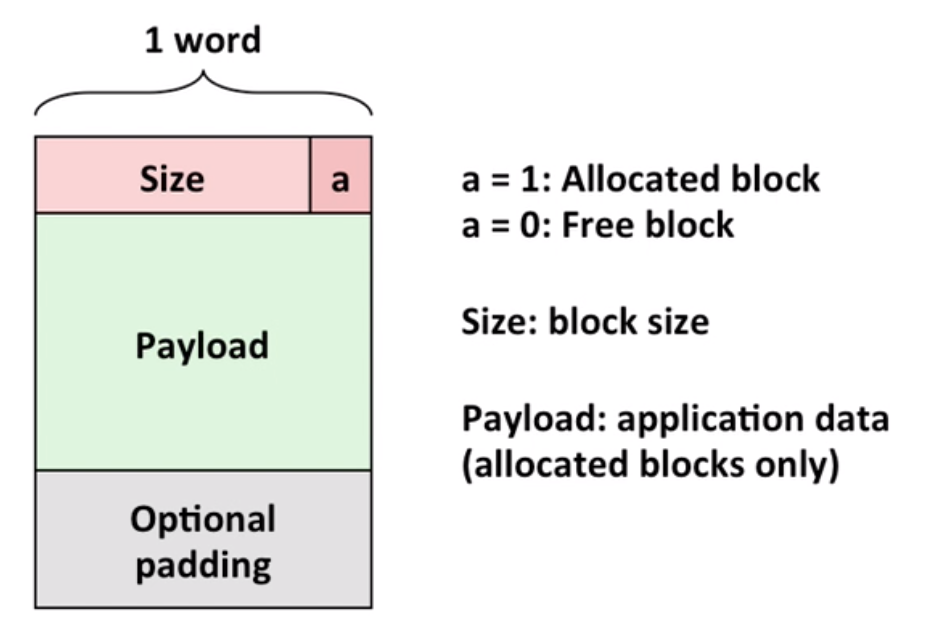 1 word
Size
a
Payload
Optional
padding
a = 1: Allocated block
a = 0: Free block
Size: block size
Payload: application data
(allocated blocks only)